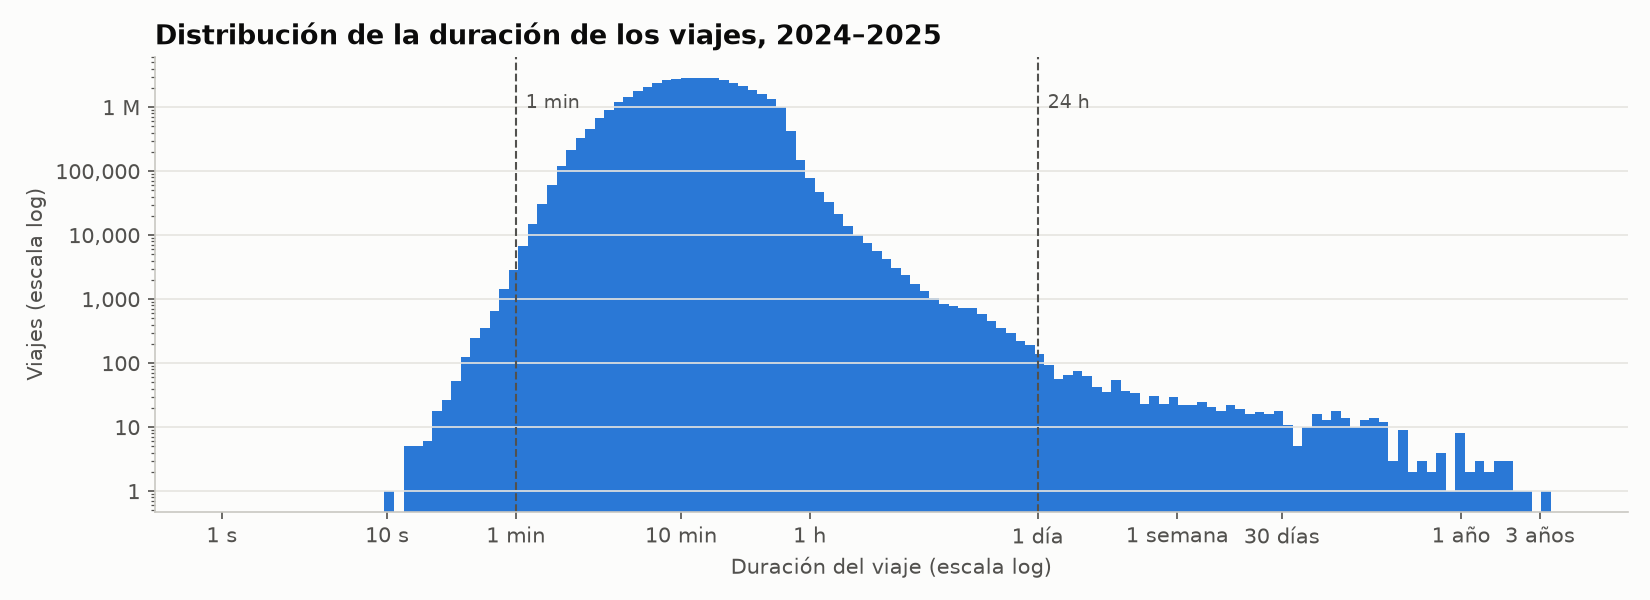 Distribución de la duración de los viajes, 2024–2025
Viajes (escala log)
1 M
100,000
10,000
1,000
100
10
1
1 min
24 h
1 s
10 s
1 min
10 min
1 h
1 día
1 semana
30 días
1 año
3 años
Duración del viaje (escala log)